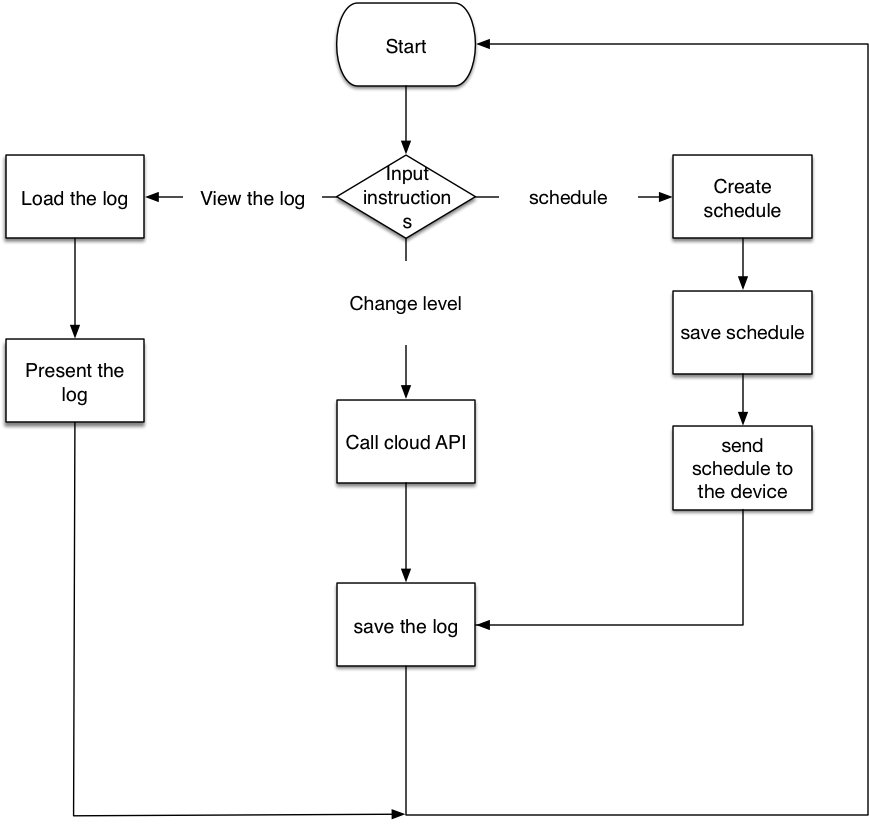 Start
Input
instruction
s
Load the log
View the log
schedule
Create
schedule
Change level
save schedule
Present the
log
Call cloud API
send
schedule to
the device
save the log